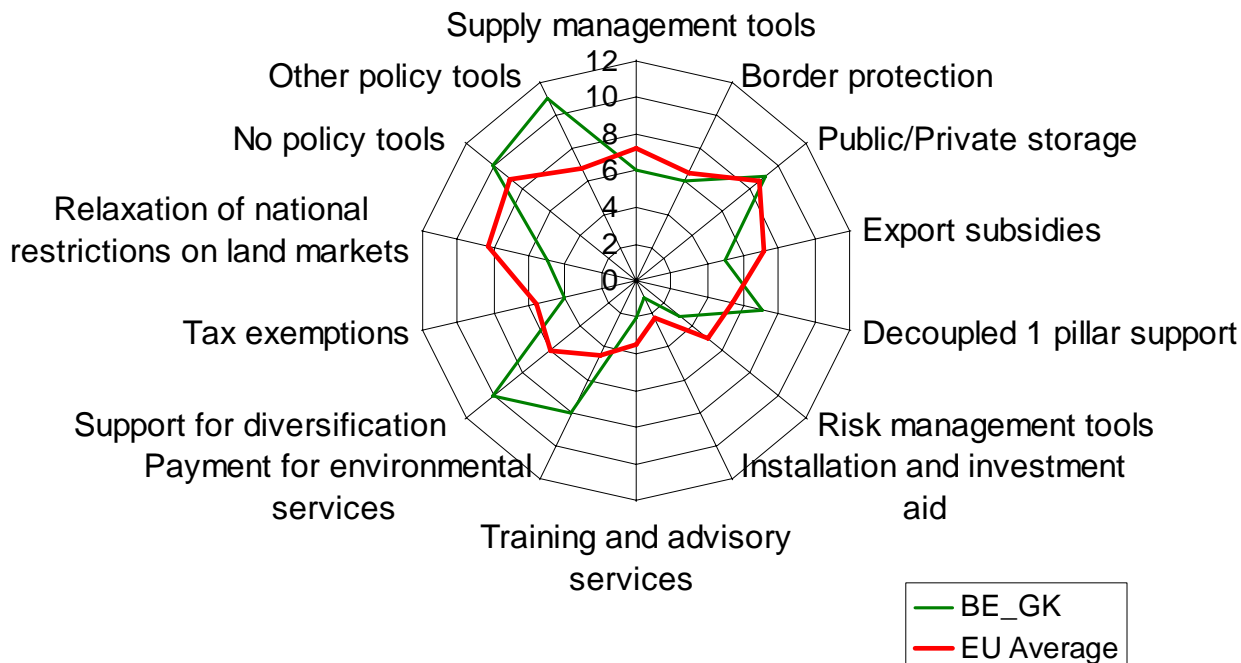 Supply management tools
12
10
8
6
4
2
0
Border protection
Public/Private storage
Export subsidies
Decoupled 1 pillar support
Risk management tools
Installation and investment
aid
Training and advisory
services
Payment for environmental
services
Support for diversification
Tax exemptions
Relaxation of national
restrictions on land markets
No policy tools
Other policy tools
BE_GK
EU Average